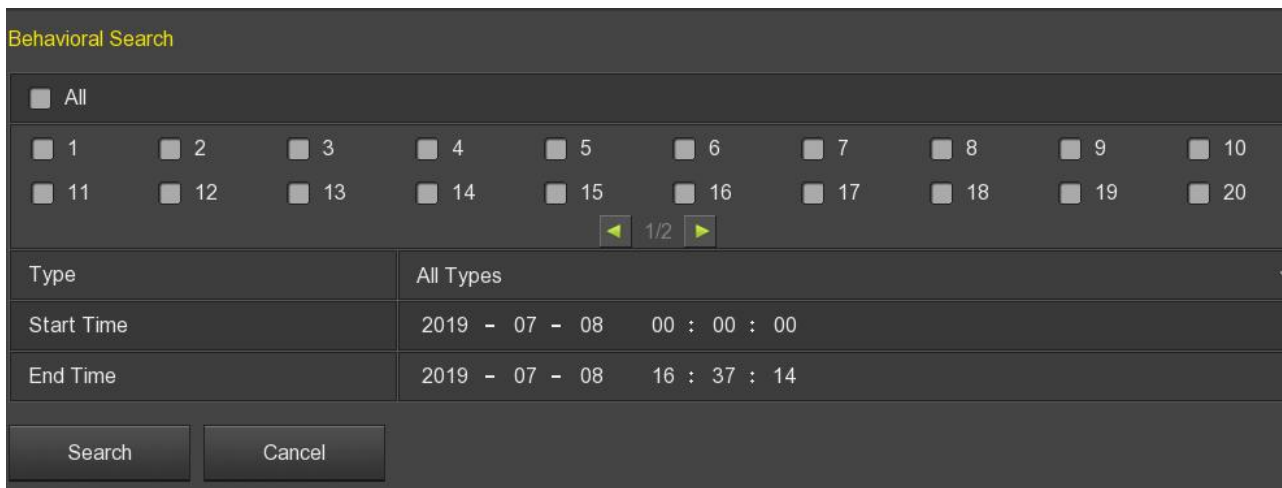 Behavioral Search
All
1 2 3 4 5 6 7 8 9 10
11 12 13 14 15 16 17 18 19 20
1/2
Type All Types
Start Time 2019 - 07 - 08 00 : 00 : 00
End Time 2019 - 07 - 08 16 : 37 : 14
Search Cancel